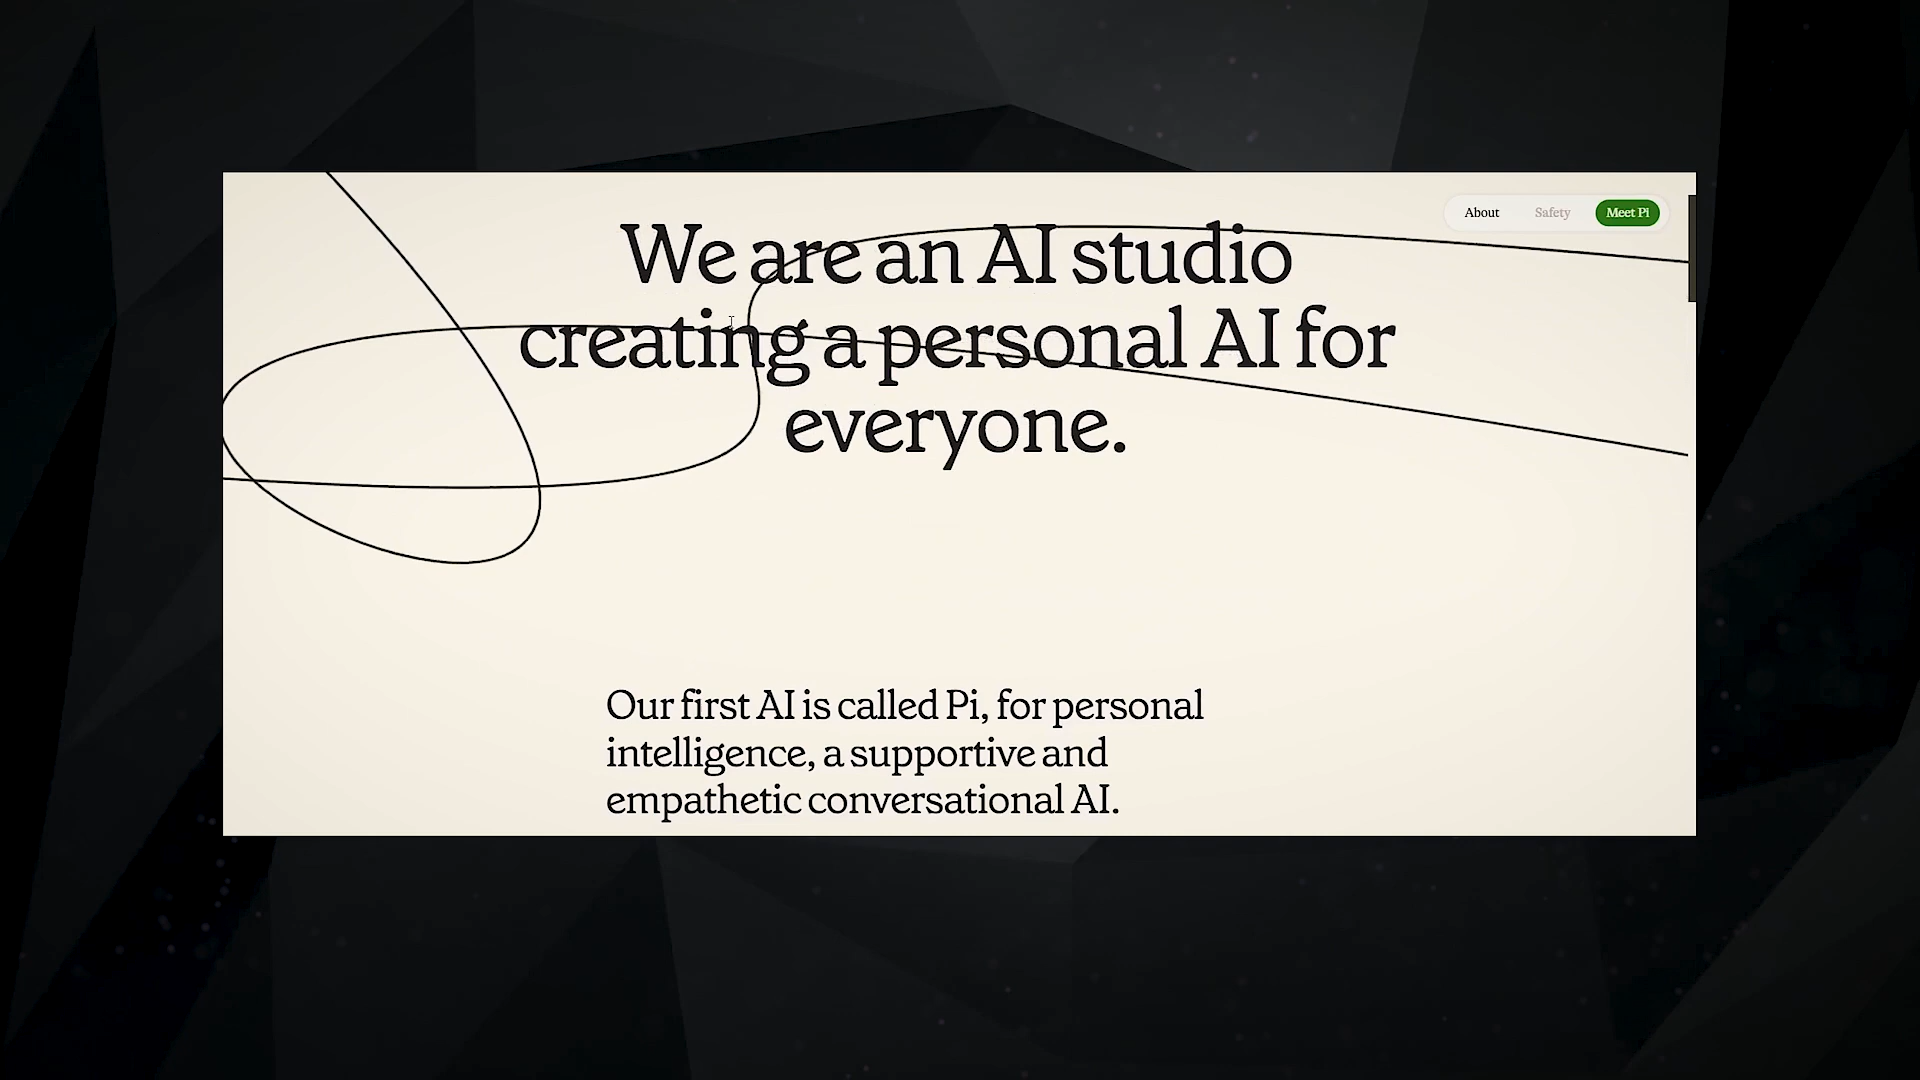 About
Safety
Meet Pi
We are an AI studio
creating a personal AI for
everyone.
Our first AI is called Pi, for personal
intelligence, a supportive and
empathetic conversational AI.